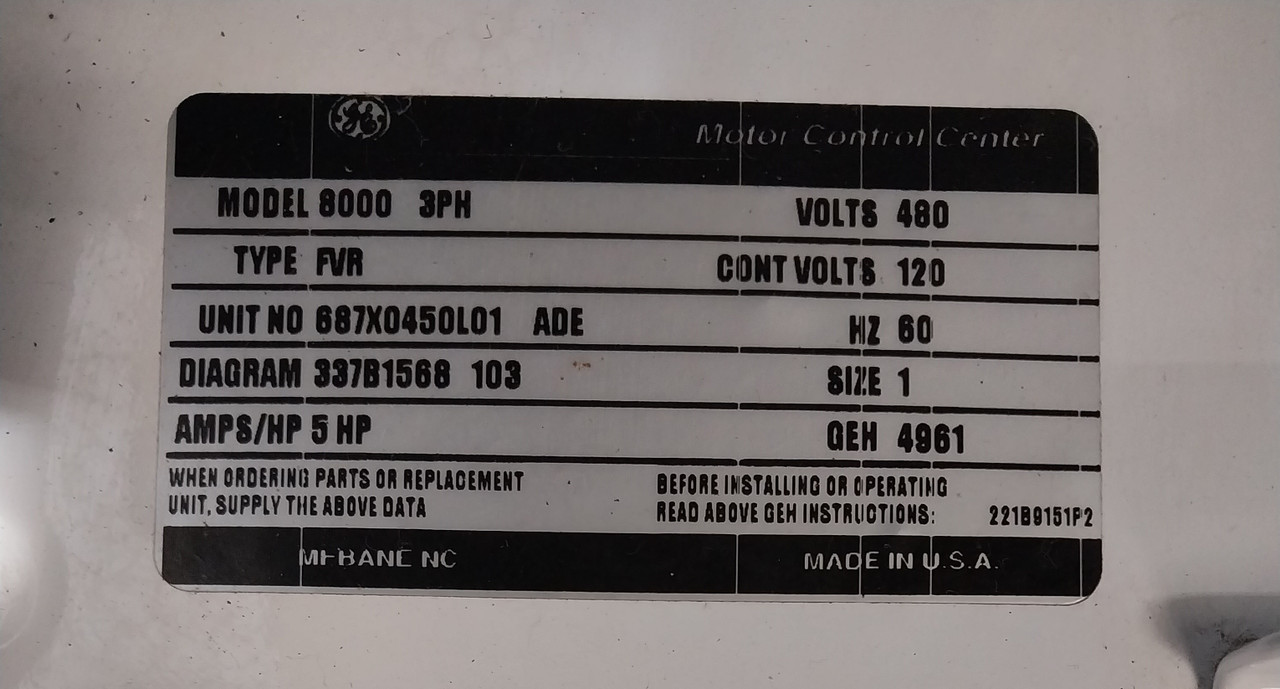 GE
Motor Control Center
MODEL 8000 3PH VOLTS 480
TYPE FVR CONT VOLTS 120
UNIT NO 687X0450L01 ADE HZ 60
DIAGRAM 337B1568 103 SIZE 1
AMPS/HP 5 HP GEH 4961
WHEN ORDERING PARTS OR REPLACEMENT
UNIT, SUPPLY THE ABOVE DATA
BEFORE INSTALLING OR OPERATING
READ ABOVE GEH INSTRUCTIONS: 221B9151P2
MEBANE NC MADE IN U.S.A.